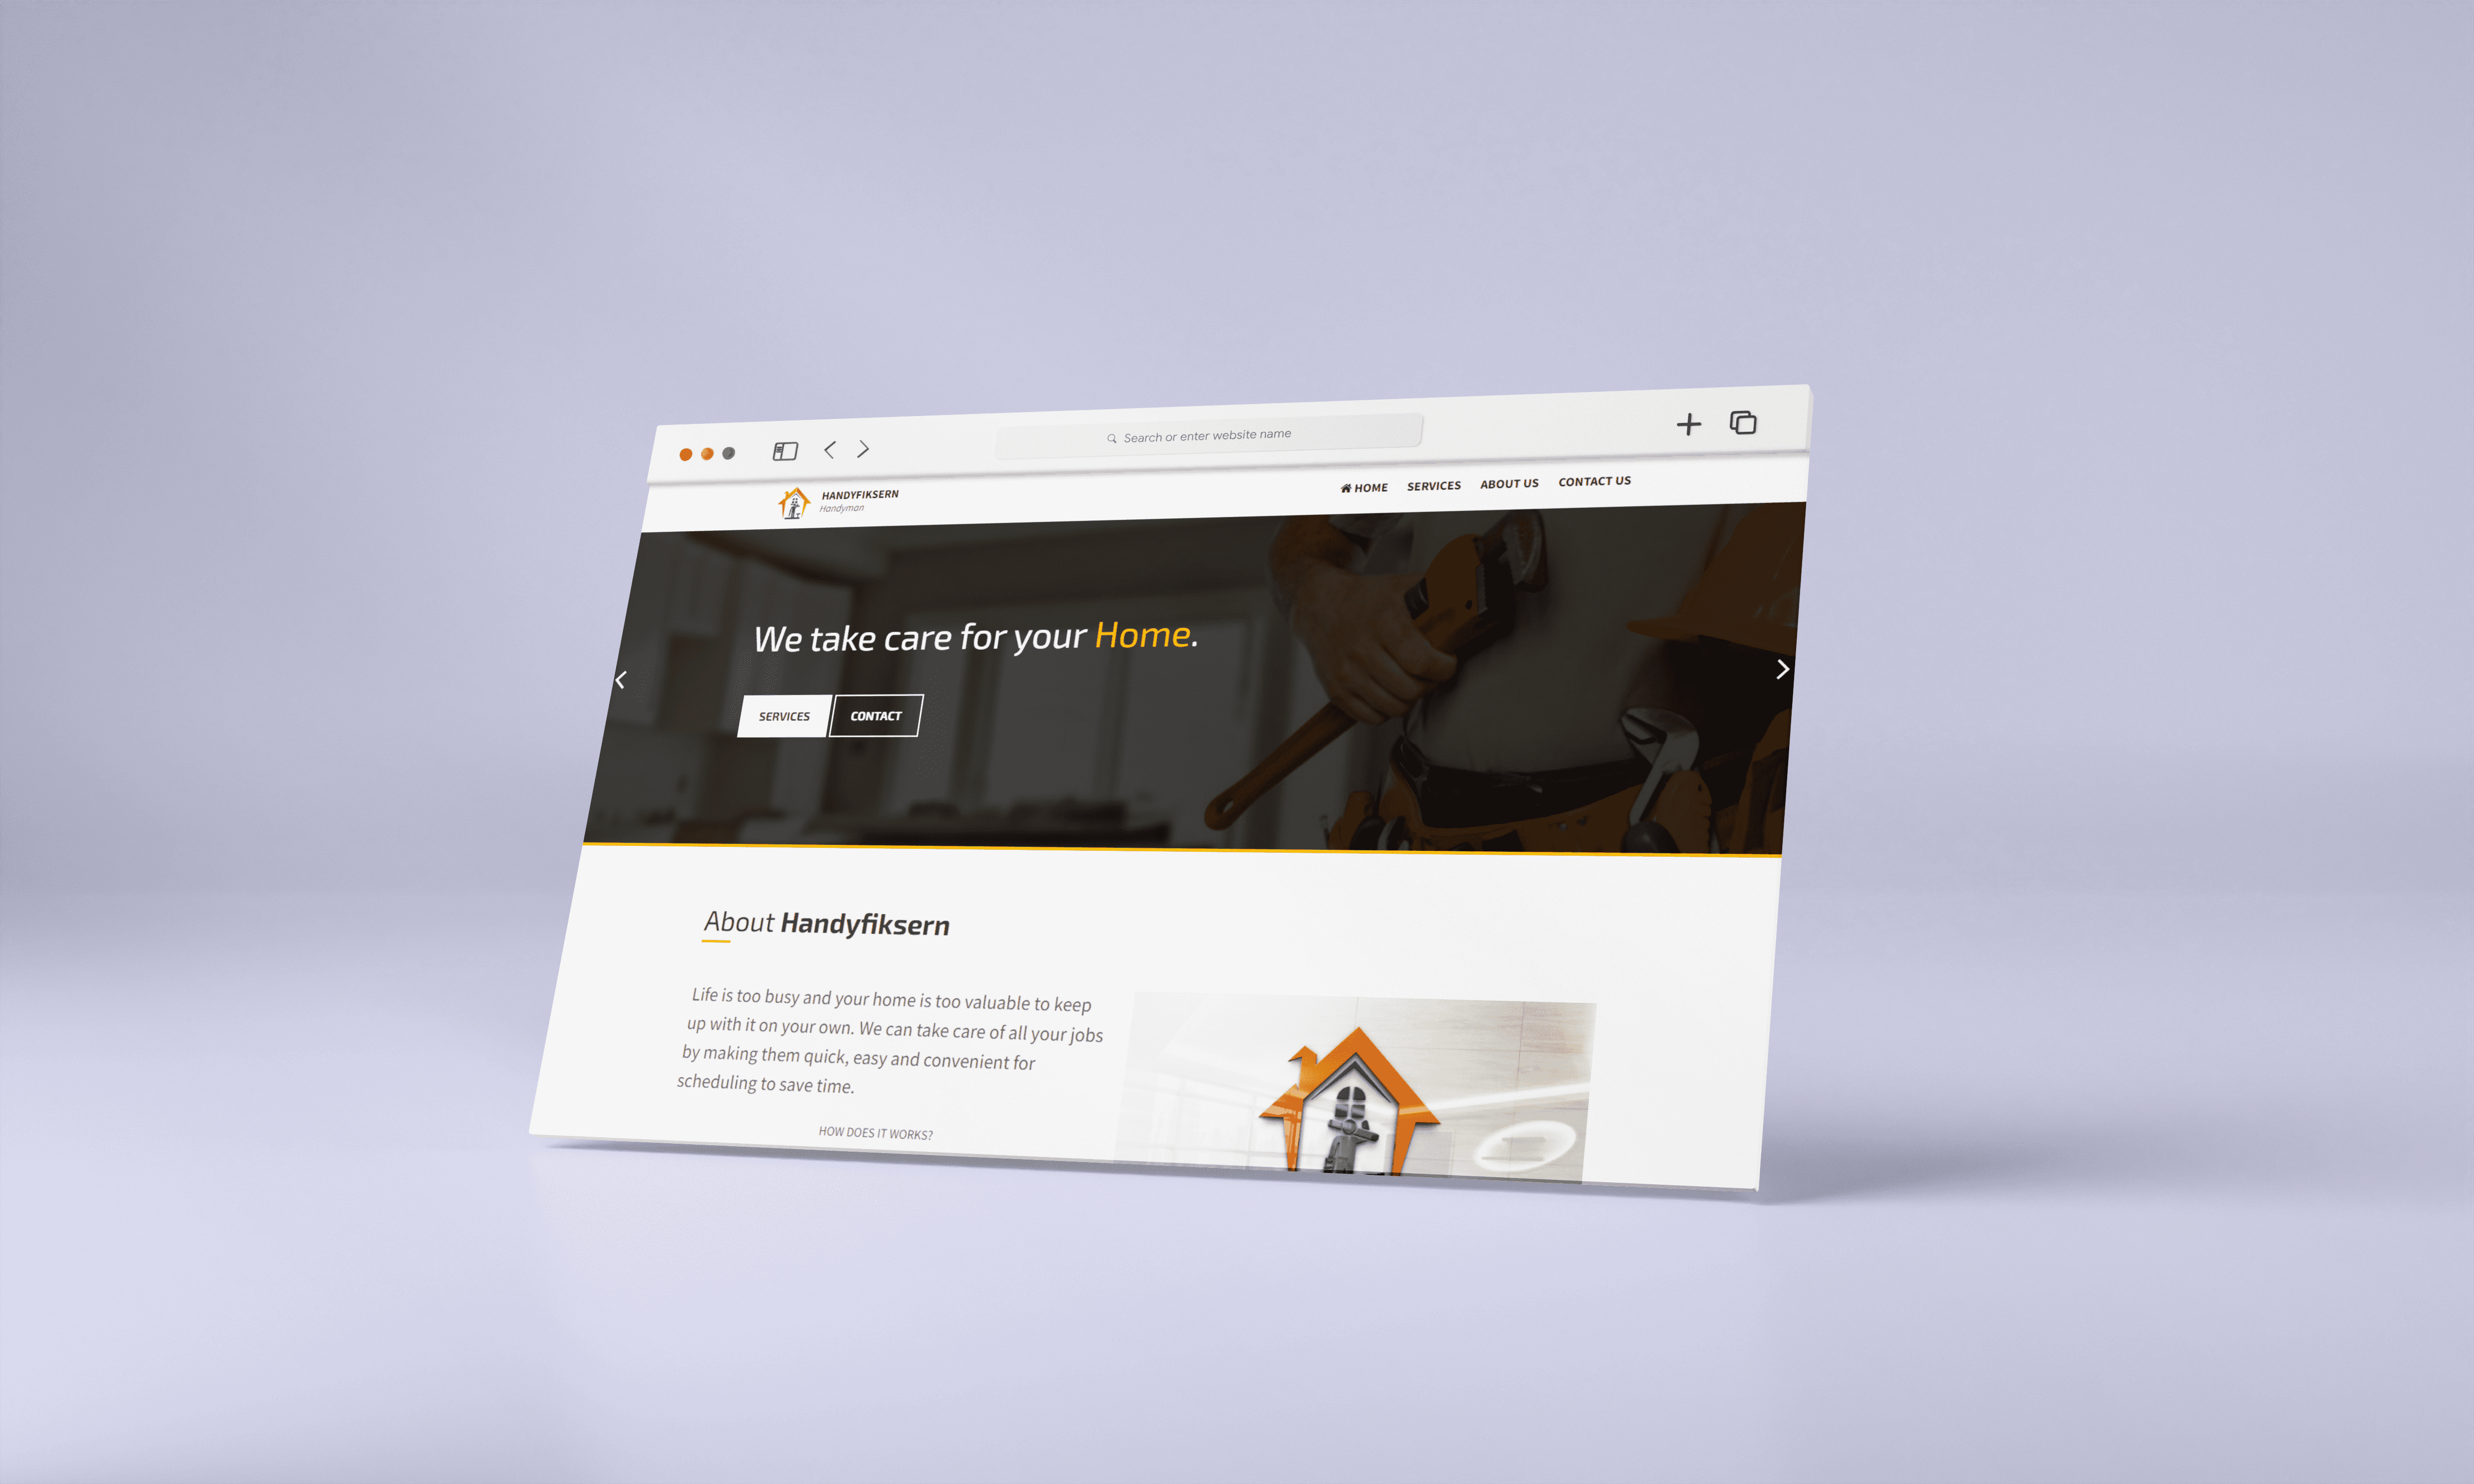 Search or enter website name
HANDYFIKSERN
Handyman
HOME SERVICES ABOUT US CONTACT US
We take care for your Home.
SERVICES CONTACT
About Handyfiksern
Life is too busy and your home is too valuable to keep
up with it on your own. We can take care of all your jobs
by making them quick, easy and convenient for
scheduling to save time.
HOW DOES IT WORKS?